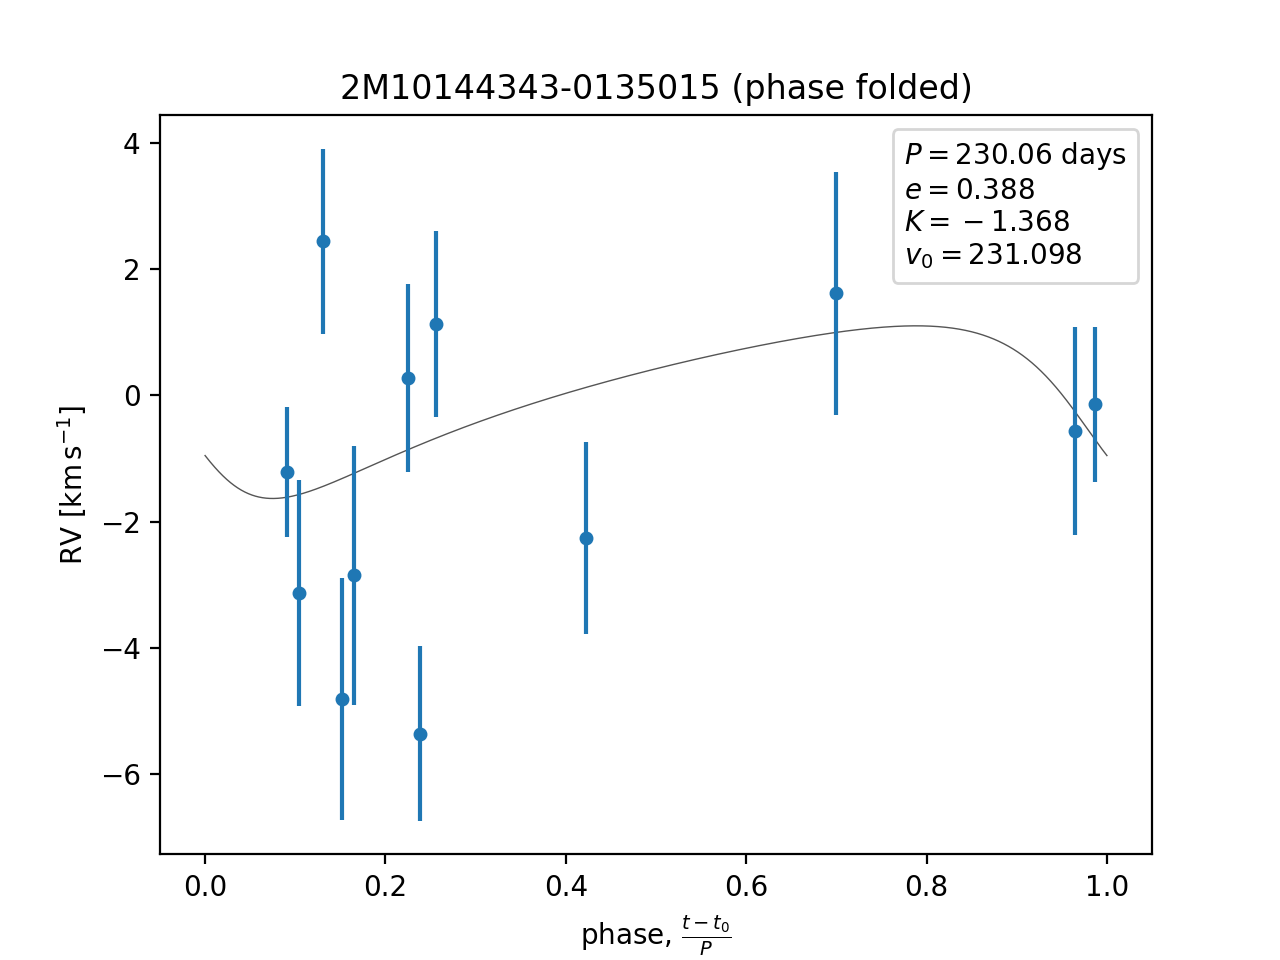 2M10144343-0135015 (phase folded)
P = 230.06 days
e = 0.388
K = −1.368
v₀ = 231.098
4
2
0
−2
−4
−6
RV [km s⁻¹]
0.0 0.2 0.4 0.6 0.8 1.0
phase, (t − t₀)/P